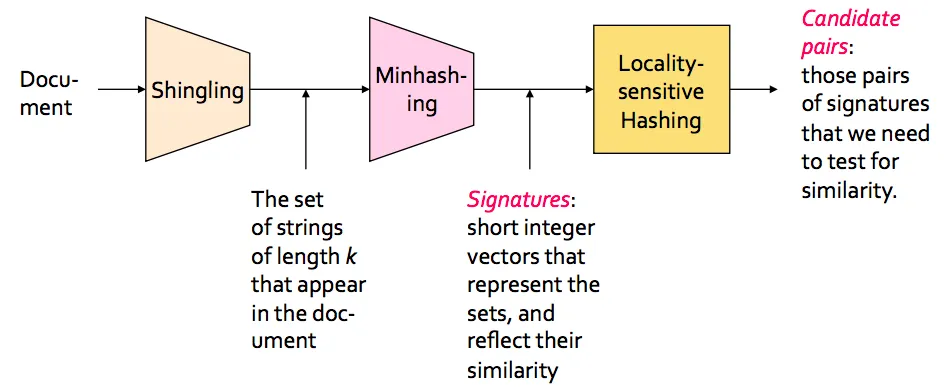 Docu-
ment
Shingling
The set
of strings
of length k
that appear
in the doc-
ument
Minhash-
ing
Signatures:
short integer
vectors that
represent the
sets, and
reflect their
similarity
Locality-
sensitive
Hashing
Candidate
pairs:
those pairs
of signatures
that we need
to test for
similarity.